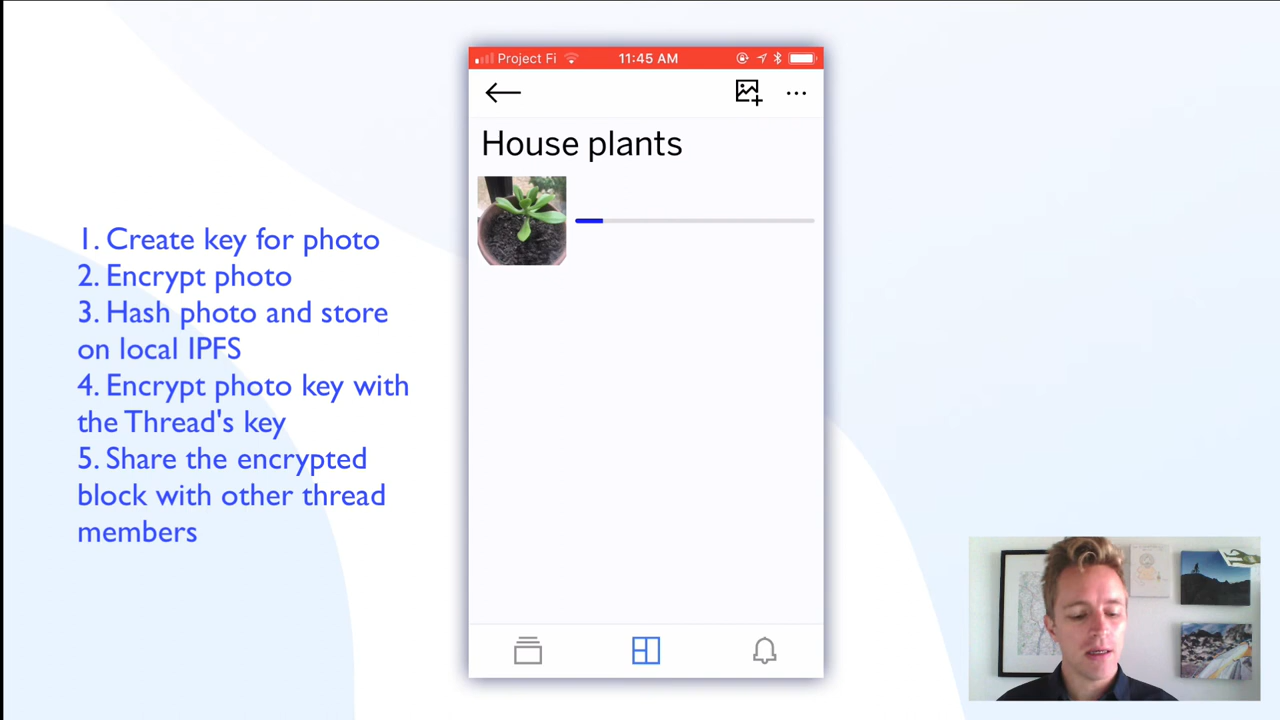 Project Fi
11:45 AM
House plants
1. Create key for photo
2. Encrypt photo
3. Hash photo and store
on local IPFS
4. Encrypt photo key with
the Thread's key
5. Share the encrypted
block with other thread
members